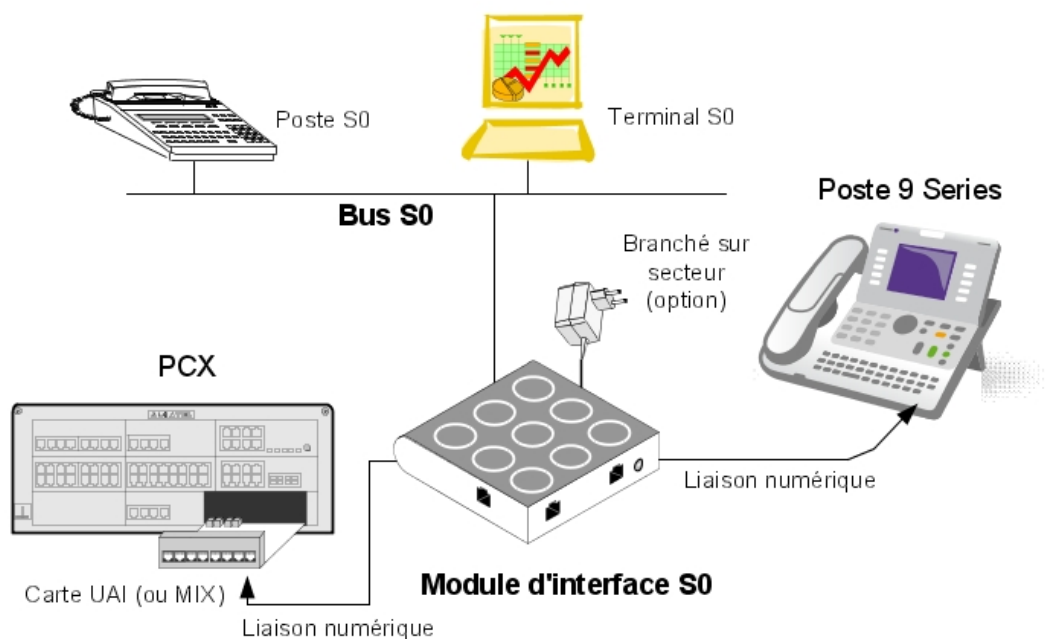 Poste S0
Terminal S0
Bus S0
Poste 9 Series
Branché sur
secteur
(option)
PCX
ALCATEL
Liaison numérique
Carte UAI (ou MIX)
Module d'interface S0
Liaison numérique